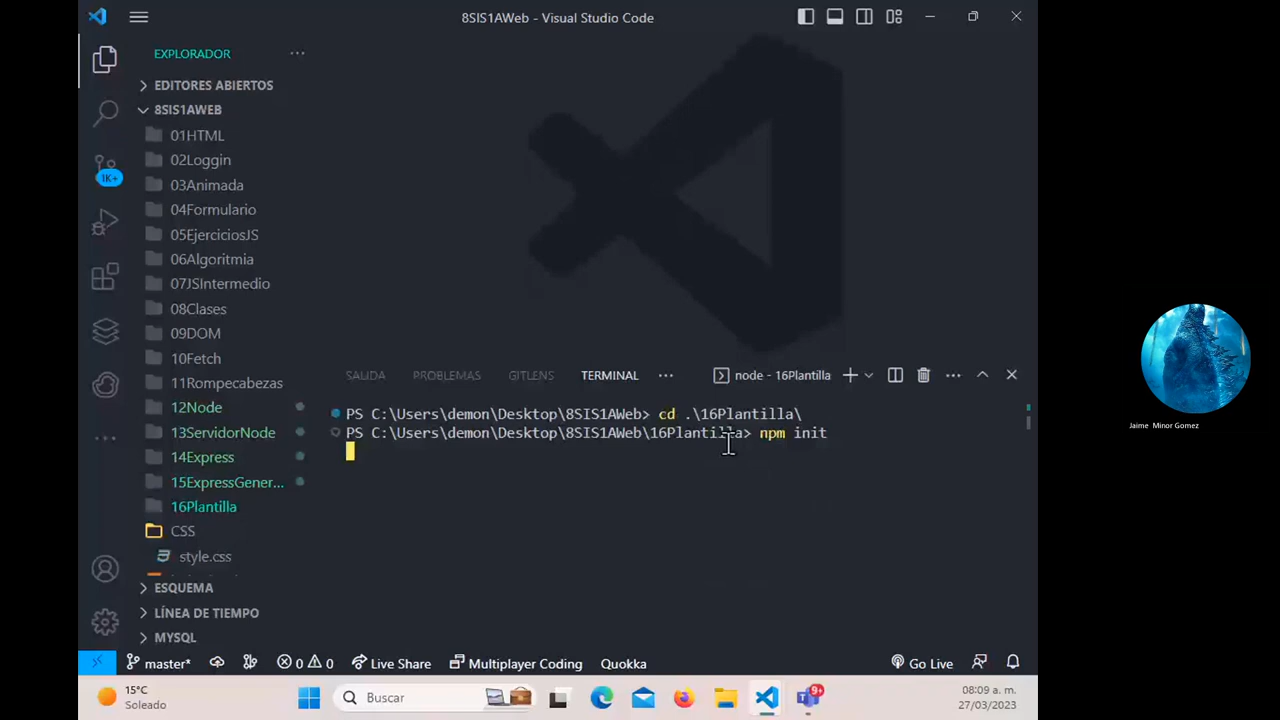 8SIS1AWeb - Visual Studio Code
EXPLORADOR
EDITORES ABIERTOS
8SIS1AWEB
01HTML
02Loggin
03Animada
04Formulario
05EjerciciosJS
06Algoritmia
07JSIntermedio
08Clases
09DOM
10Fetch
11Rompecabezas
12Node
13ServidorNode
14Express
15ExpressGener...
16Plantilla
CSS
style.css
ESQUEMA
LÍNEA DE TIEMPO
MYSQL
1K+
SALIDA PROBLEMAS GITLENS TERMINAL node - 16Plantilla
PS C:\Users\demon\Desktop\8SIS1AWeb> cd .\16Plantilla\
PS C:\Users\demon\Desktop\8SIS1AWeb\16Plantilla> npm init
master* 0 0 Live Share Multiplayer Coding Quokka Go Live
15°C
Soleado
Buscar
9+
08:09 a. m.
27/03/2023
Jaime Minor Gomez